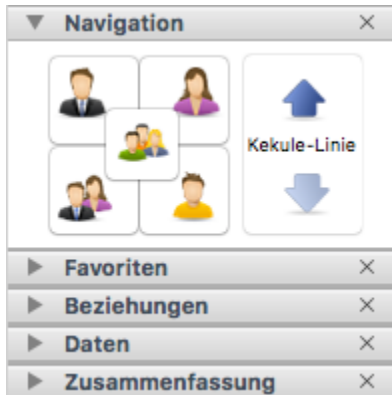 Navigation
Kekule-Linie
Favoriten
Beziehungen
Daten
Zusammenfassung